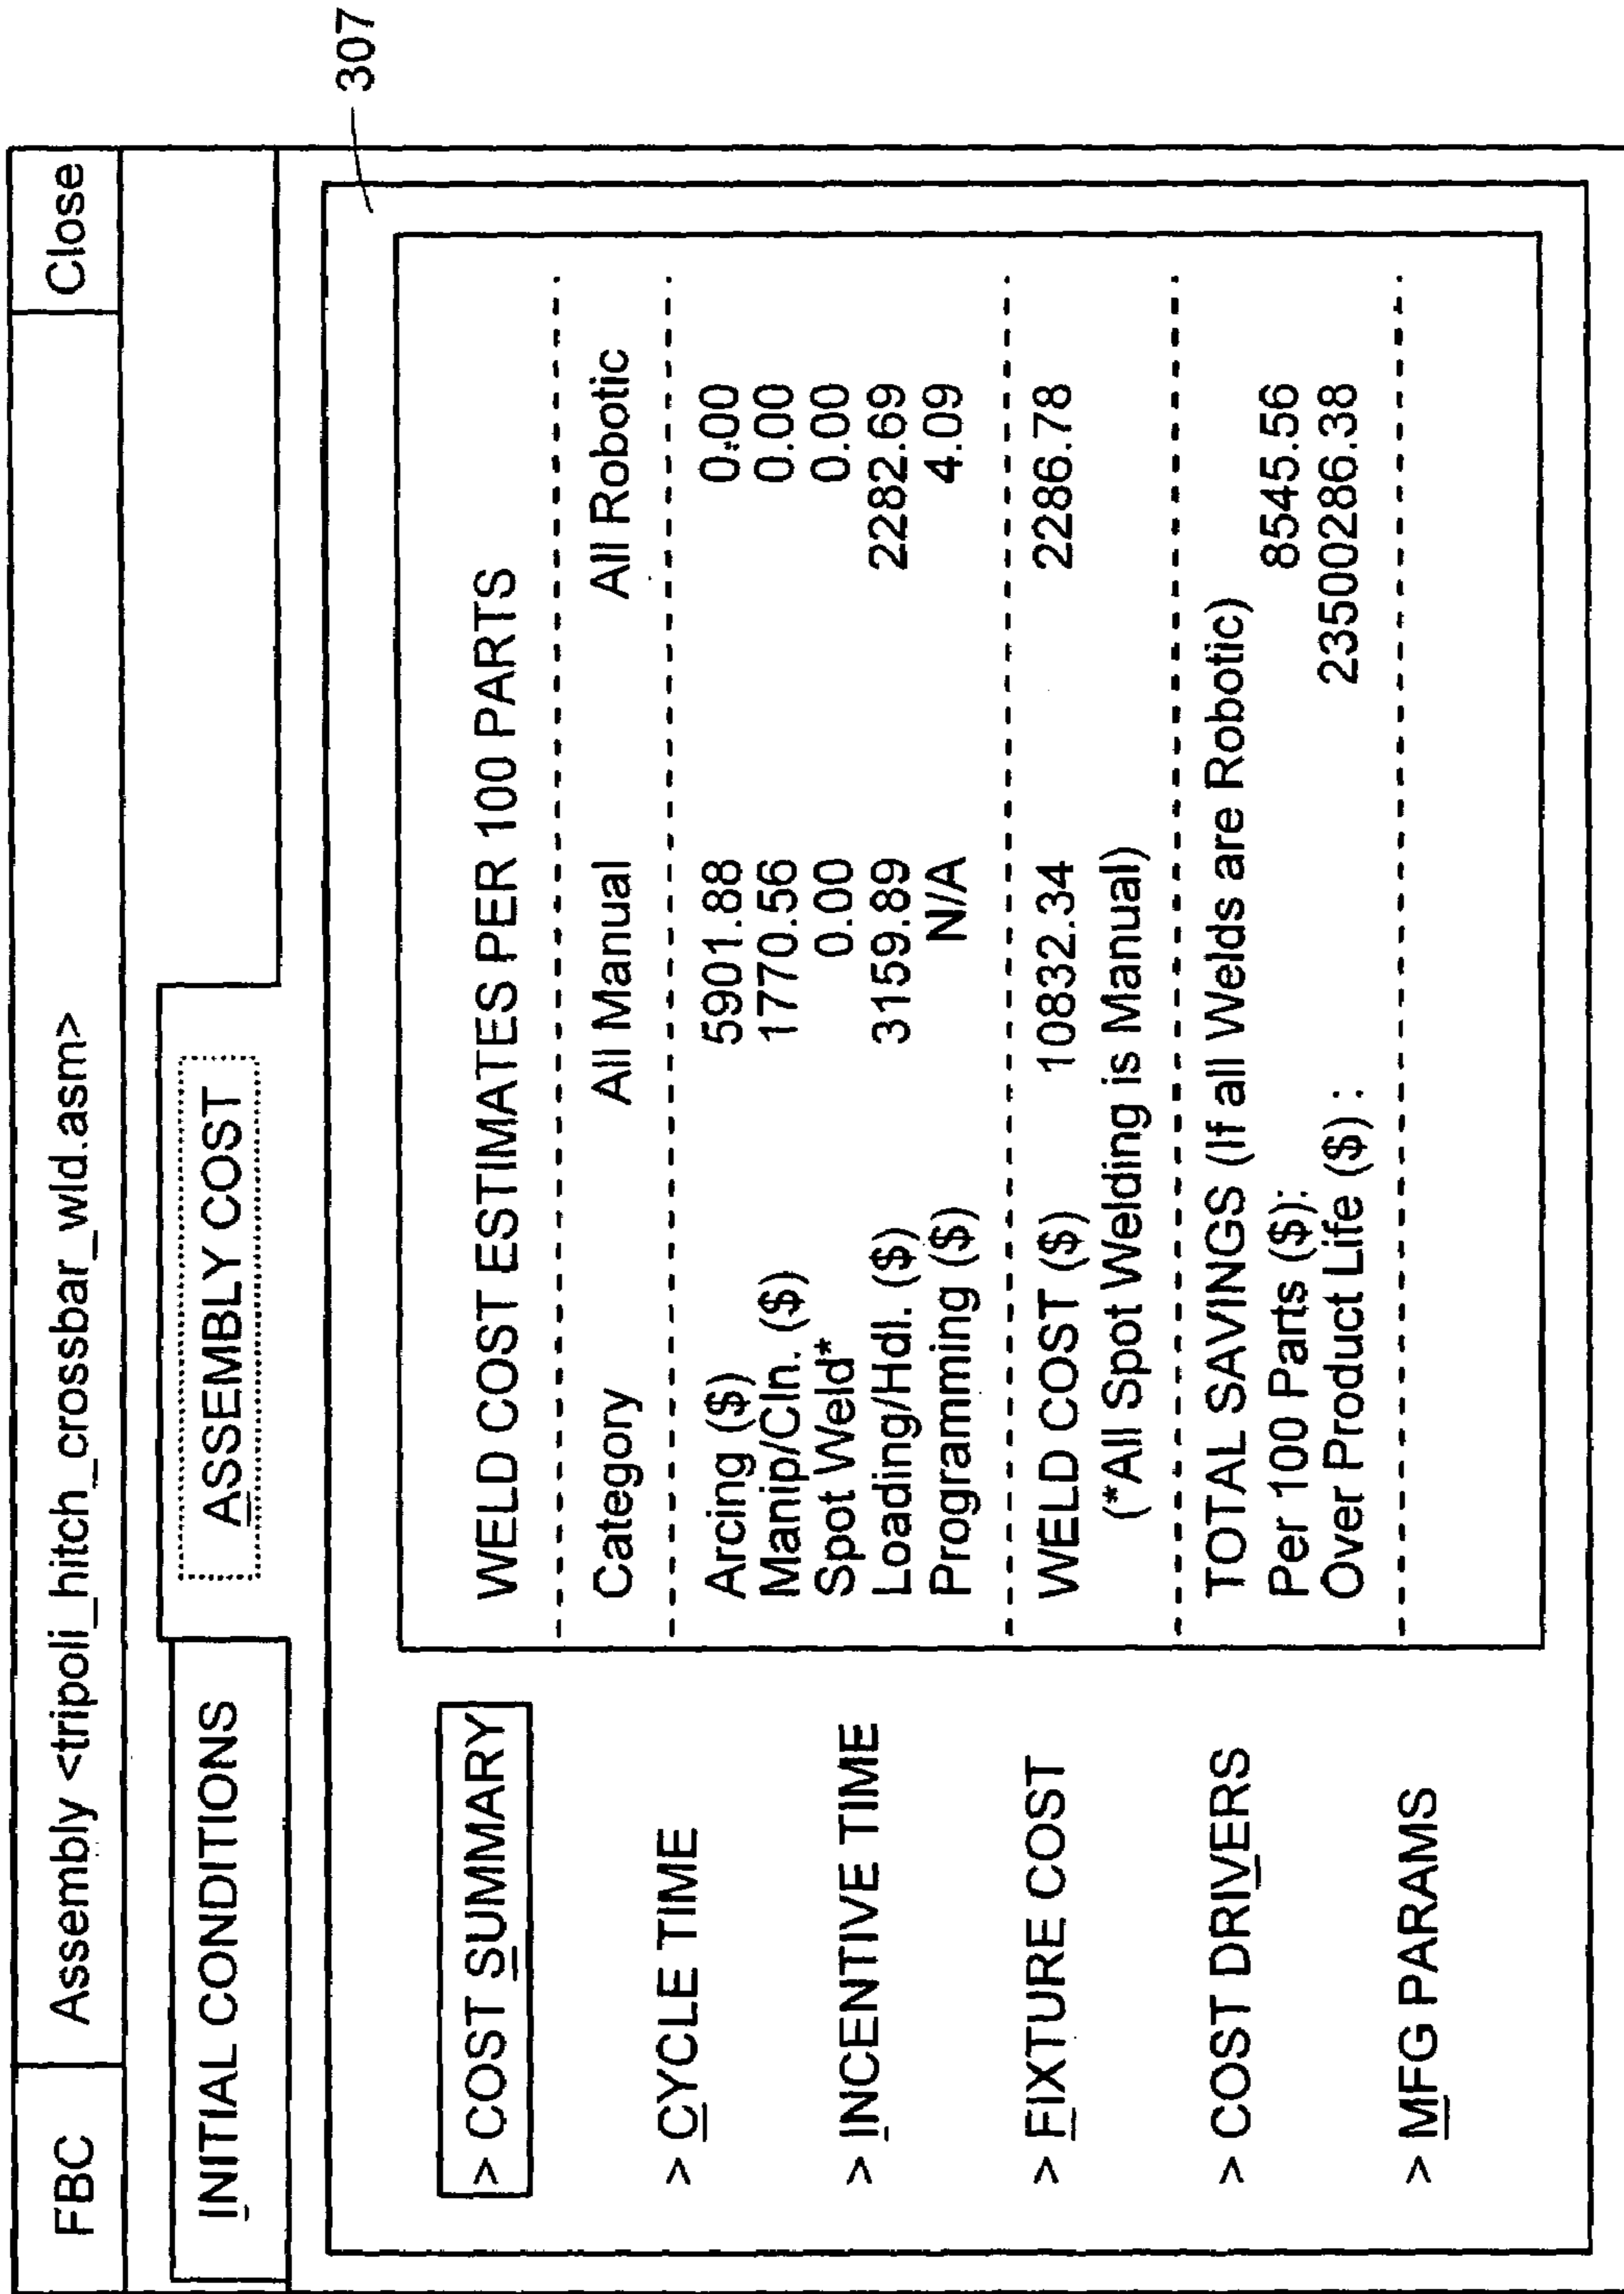 FBC Assembly <tripoli_hitch_crossbar_wld.asm> Close
INITIAL CONDITIONS ASSEMBLY COST
307
> COST SUMMARY
> CYCLE TIME
> INCENTIVE TIME
> FIXTURE COST
> COST DRIVERS
> MFG PARAMS
WELD COST ESTIMATES PER 100 PARTS
Category All Manual All Robotic
Arcing ($) 5901.88 0.00
Manip/Cln. ($) 1770.56 0.00
Spot Weld* 0.00 0.00
Loading/Hdl. ($) 3159.89 2282.69
Programming ($) N/A 4.09
WELD COST ($) 10832.34 2286.78
(*All Spot Welding is Manual)
TOTAL SAVINGS (If all Welds are Robotic)
Per 100 Parts ($): 8545.56
Over Product Life ($) : 23500286.38